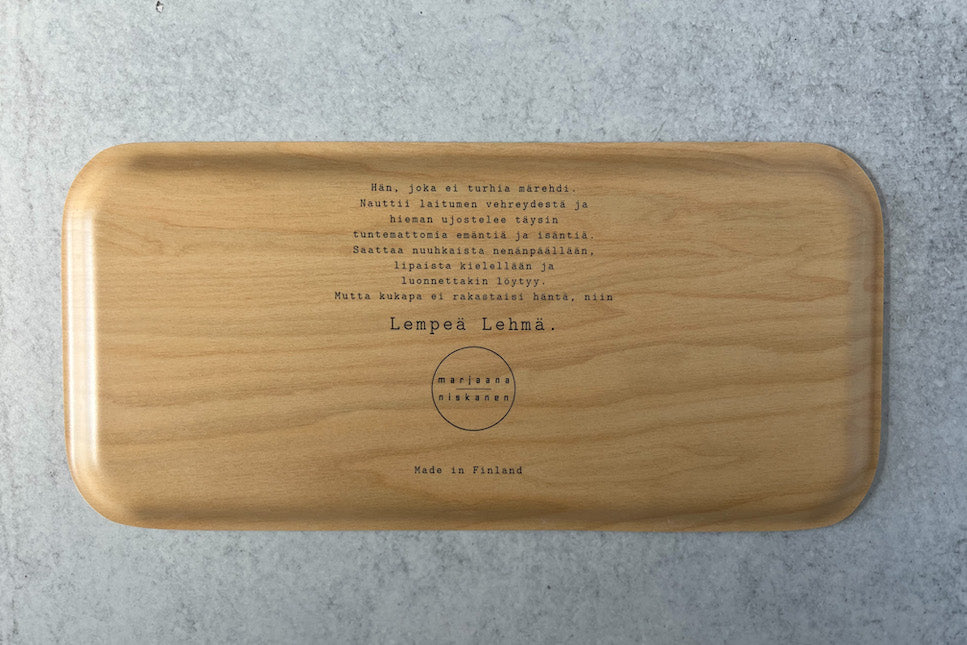 Hän, joka ei turhia märehdi.
Nauttii laitumen vehreydestä ja
hieman ujostelee täysin
tuntemattomia emäntiä ja isäntiä.
Saattaa nuuhkaista nenänpäällään,
lipaista kielellään ja
luonnettakin löytyy.
Mutta kukapa ei rakastaisi häntä, niin
Lempeä Lehmä.
marjaana
niskanen
Made in Finland